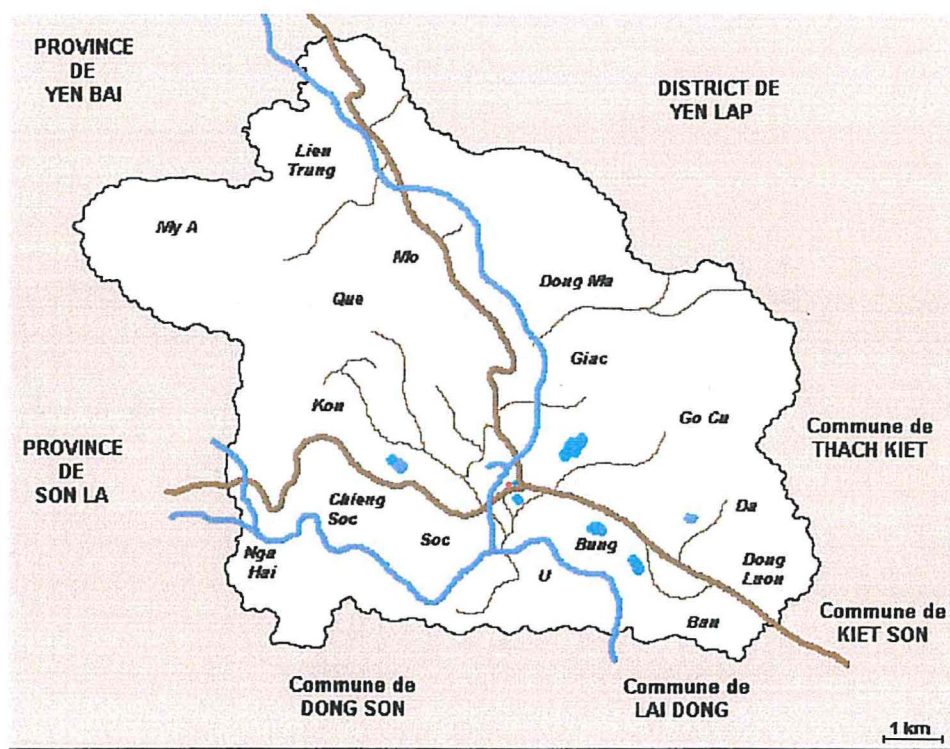 PROVINCE
DE
YEN BAI
DISTRICT DE
YEN LAP
Lien
Trung
My A
Mo
Dong Ma
Que
Giac
Kon
Go Cu
Commune de
THACH KIET
PROVINCE
DE
SON LA
Chieng
Soc
Soc
Da
Nga
Hai
Bung
U
Dong
Luon
Ban
Commune de
KIET SON
Commune de
DONG SON
Commune de
LAI DONG
1 km